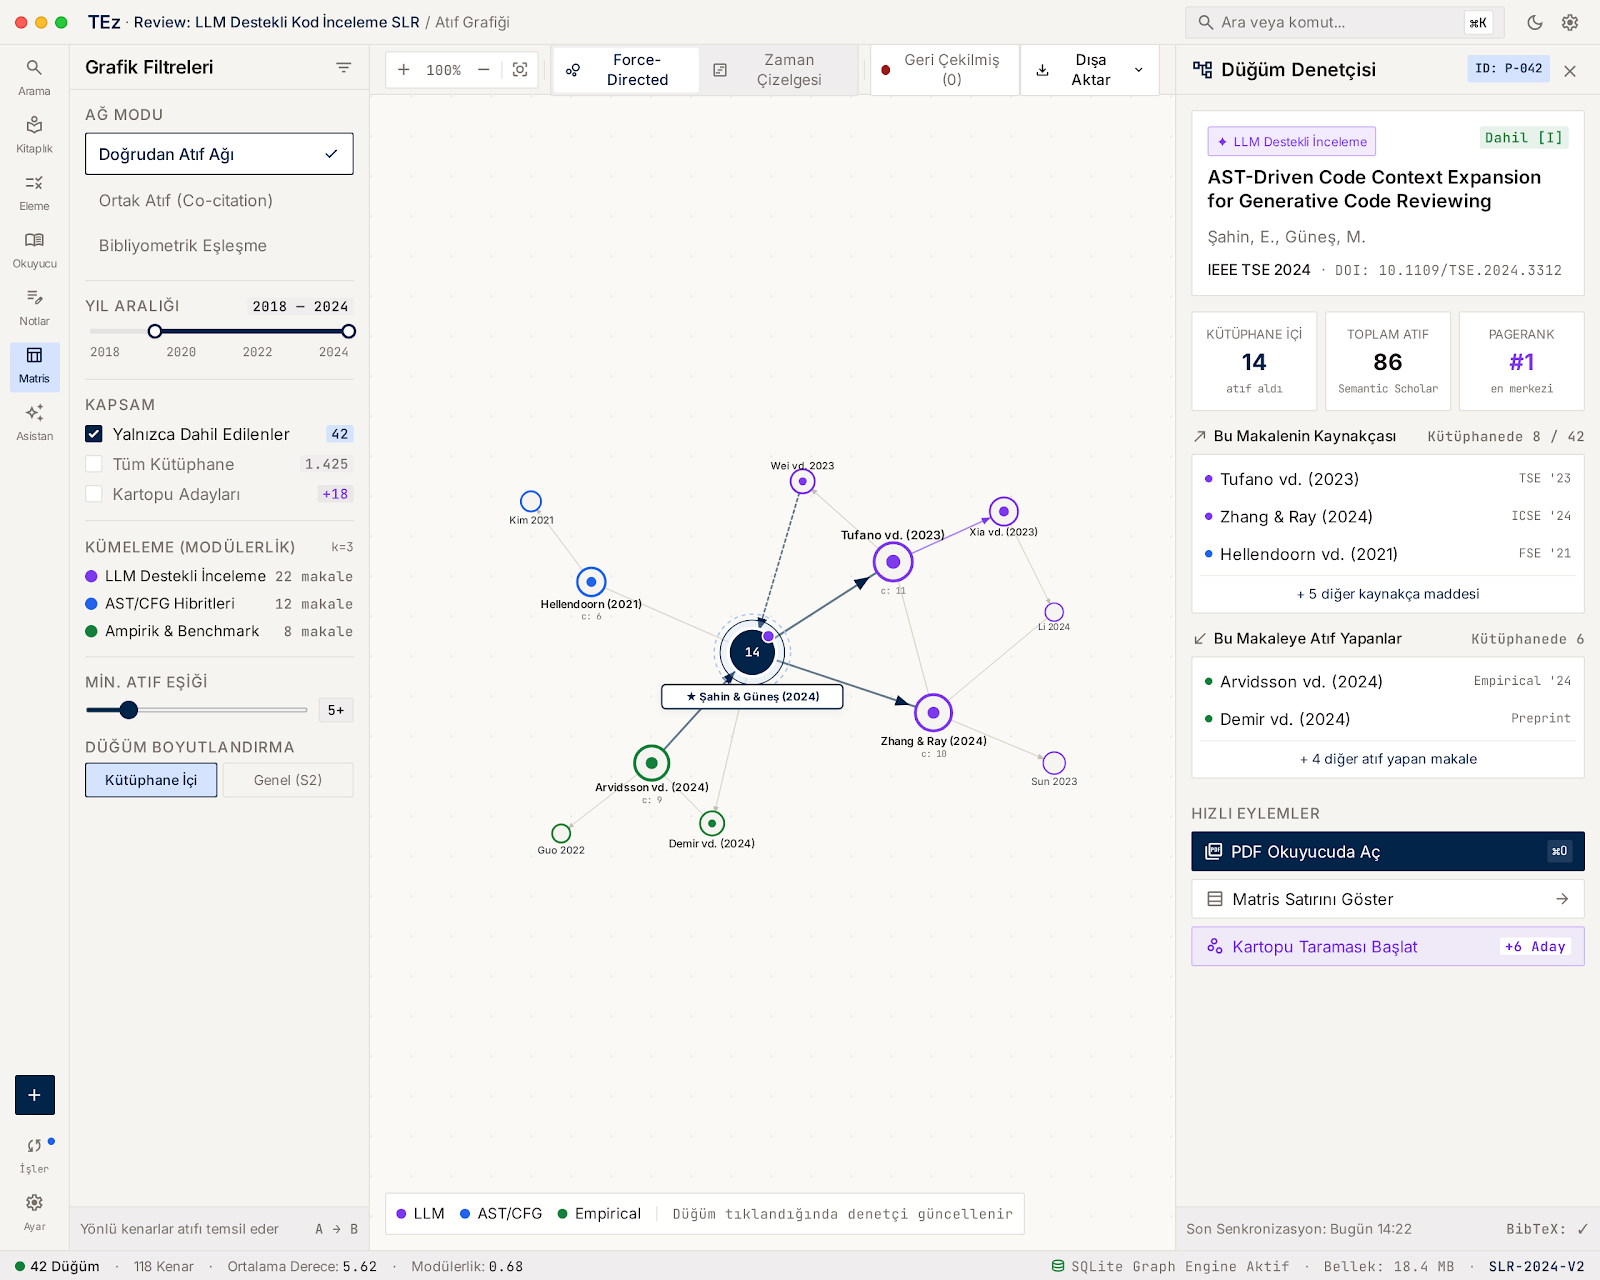 TEz · Review: LLM Destekli Kod İnceleme SLR / Atıf Grafiği
Ara veya komut...
⌘K
Arama
Kitaplık
Eleme
Okuyucu
Notlar
Matris
Asistan
+
İşler
Ayar
Grafik Filtreleri
AĞ MODU
Doğrudan Atıf Ağı ✓
Ortak Atıf (Co-citation)
Bibliyometrik Eşleşme
YIL ARALIĞI 2018 — 2024
2018 2020 2022 2024
KAPSAM
Yalnızca Dahil Edilenler 42
Tüm Kütüphane 1.425
Kartopu Adayları +18
KÜMELEME (MODÜLERLİK) k=3
LLM Destekli İnceleme 22 makale
AST/CFG Hibritleri 12 makale
Ampirik & Benchmark 8 makale
MİN. ATIF EŞİĞİ
5+
DÜĞÜM BOYUTLANDIRMA
Kütüphane İçi
Genel (S2)
Yönlü kenarlar atıfı temsil eder A → B
+ 100% −
Force-
Directed
Zaman
Çizelgesi
Geri Çekilmiş
(0)
Dışa
Aktar
Wei vd. 2023
Kim 2021
Xia vd. (2023)
Tufano vd. (2023)
c: 11
Hellendoorn (2021)
c: 6
Li 2024
14
★ Şahin & Güneş (2024)
Zhang & Ray (2024)
c: 10
Sun 2023
Arvidsson vd. (2024)
c: 9
Guo 2022
Demir vd. (2024)
LLM
AST/CFG
Empirical
Düğüm tıklandığında denetçi güncellenir
Düğüm Denetçisi
ID: P-042
✦ LLM Destekli İnceleme
Dahil [I]
AST-Driven Code Context Expansion
for Generative Code Reviewing
Şahin, E., Güneş, M.
IEEE TSE 2024 · DOI: 10.1109/TSE.2024.3312
KÜTÜPHANE İÇİ
14
atıf aldı
TOPLAM ATIF
86
Semantic Scholar
PAGERANK
#1
en merkezi
↗ Bu Makalenin Kaynakçası Kütüphanede 8 / 42
Tufano vd. (2023) TSE '23
Zhang & Ray (2024) ICSE '24
Hellendoorn vd. (2021) FSE '21
+ 5 diğer kaynakça maddesi
↙ Bu Makaleye Atıf Yapanlar Kütüphanede 6
Arvidsson vd. (2024) Empirical '24
Demir vd. (2024) Preprint
+ 4 diğer atıf yapan makale
HIZLI EYLEMLER
PDF Okuyucuda Aç ⌘O
Matris Satırını Göster →
Kartopu Taraması Başlat +6 Aday
Son Senkronizasyon: Bugün 14:22 BibTeX: ✓
42 Düğüm · 118 Kenar · Ortalama Derece: 5.62 · Modülerlik: 0.68
SQLite Graph Engine Aktif · Bellek: 18.4 MB · SLR-2024-V2